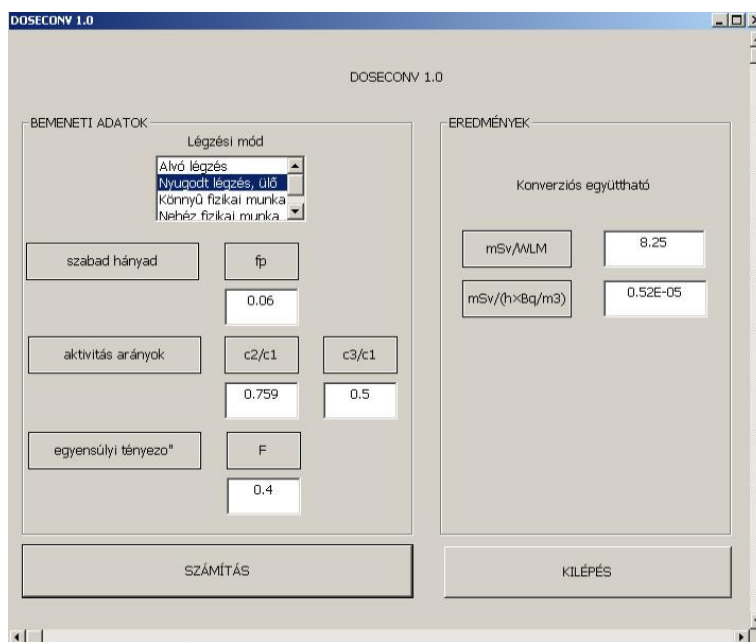 DOSECONV 1.0
DOSECONV 1.0
BEMENETI ADATOK
Légzési mód
Alvó légzés
Nyugodt légzés, ülő
Könnyû fizikai munka
Nehéz fizikai munka
szabad hányad
fp
0.06
aktivitás arányok
c2/c1
c3/c1
0.759
0.5
egyensúlyi tényezo"
F
0.4
SZÁMÍTÁS
EREDMÉNYEK
Konverziós együttható
mSv/WLM
8.25
mSv/(h×Bq/m3)
0.52E-05
KILÉPÉS